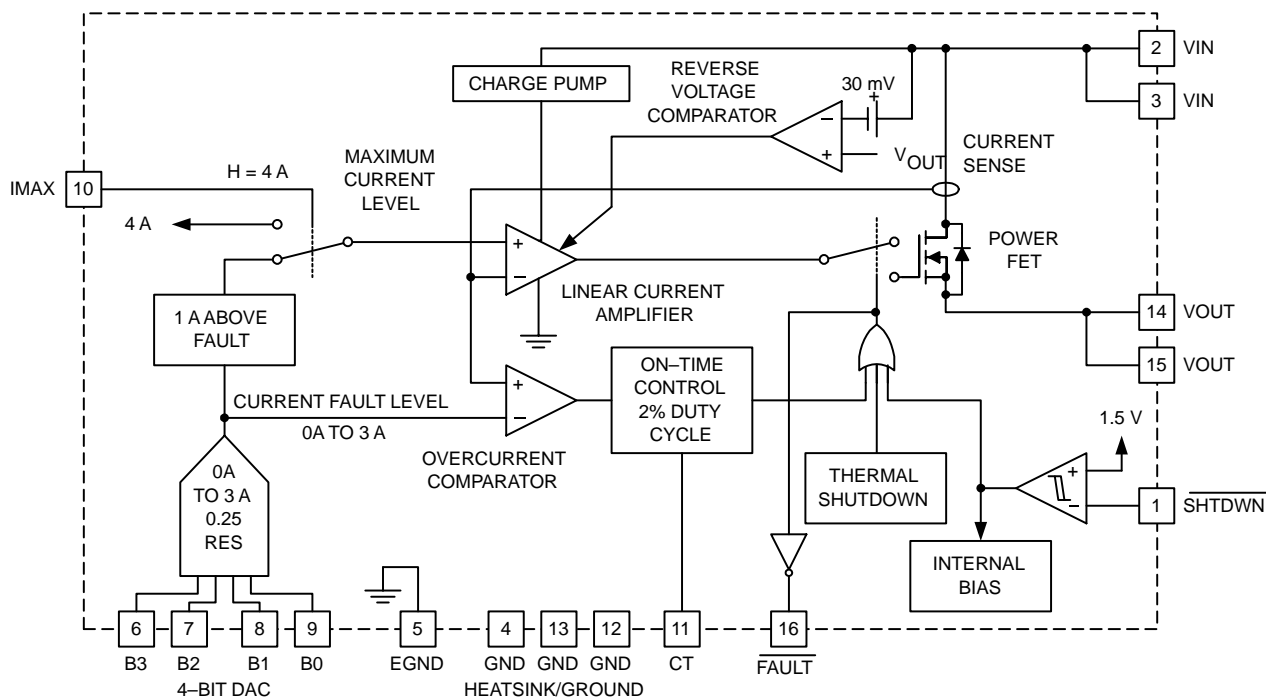 2 VIN
CHARGE PUMP
REVERSE
VOLTAGE
COMPARATOR
30 mV
+
3 VIN
–
+
VOUT
CURRENT
SENSE
MAXIMUM
CURRENT
LEVEL
IMAX 10
H = 4 A
4 A
+
–
POWER
FET
LINEAR CURRENT
AMPLIFIER
1 A ABOVE
FAULT
14 VOUT
15 VOUT
ON–TIME
CONTROL
2% DUTY
CYCLE
+
–
CURRENT FAULT LEVEL
0A TO 3 A
OVERCURRENT
COMPARATOR
1.5 V
0A
TO 3 A
0.25
RES
THERMAL
SHUTDOWN
+
–
1 SHTDWN
INTERNAL
BIAS
6 7 8 9 5 4 13 12 11 16
B3 B2 B1 B0 EGND GND GND GND CT FAULT
4–BIT DAC HEATSINK/GROUND